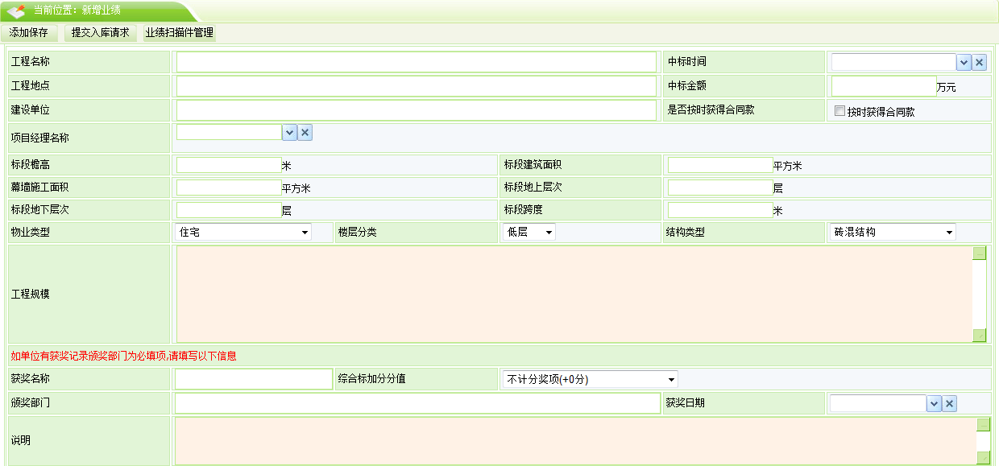 当前位置：新增业绩
添加保存 提交入库请求 业绩扫描件管理
工程名称 中标时间
工程地点 中标金额 万元
建设单位 是否按时获得合同款 按时获得合同款
项目经理名称
标段檐高 米 标段建筑面积 平方米
幕墙施工面积 平方米 标段地上层次 层
标段地下层次 层 标段跨度 米
物业类型 住宅 楼层分类 低层 结构类型 砖混结构
工程规模
如单位有获奖记录颁奖部门为必填项,请填写以下信息
获奖名称 综合标加分分值 不计分奖项(+0分)
颁奖部门 获奖日期
说明